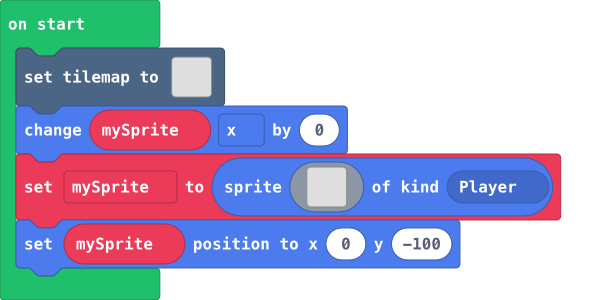 on start
set tilemap to
change mySprite x by 0
set mySprite to sprite of kind Player
set mySprite position to x 0 y -100